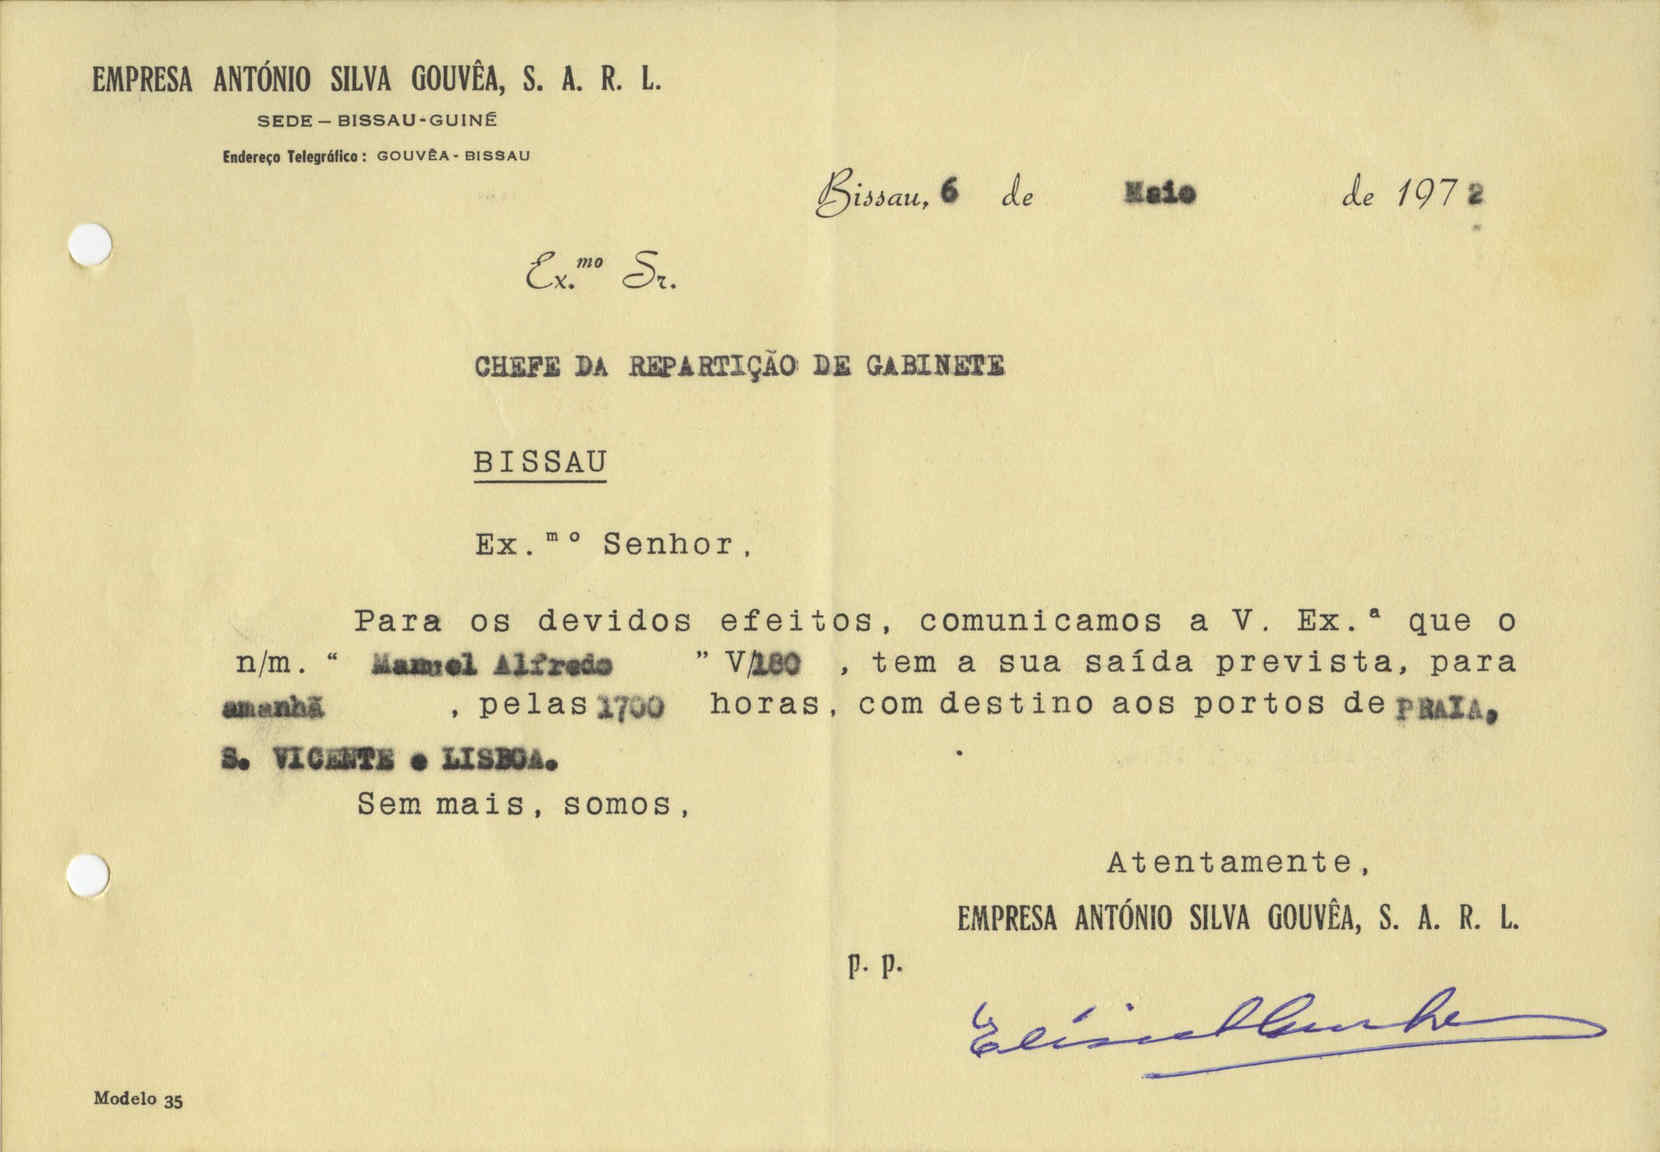 EMPRESA ANTÓNIO SILVA GOUVÊA, S. A. R. L.
SEDE — BISSAU-GUINÉ
Endereço Telegráfico: GOUVÊA - BISSAU
Bissau, 6 de Maio de 1972
Ex.mo Sr.
CHEFE DA REPARTIÇÃO DE GABINETE
BISSAU
Ex.mo Senhor,
Para os devidos efeitos, comunicamos a V. Ex.ª que o
n/m. “ Manuel Alfredo ” V/180 , tem a sua saída prevista, para
amanhã , pelas 1700 horas, com destino aos portos de PRAIA,
S. VICENTE e LISBOA.
Sem mais, somos,
Atentamente,
EMPRESA ANTÓNIO SILVA GOUVÊA, S. A. R. L.
p. p.
Modelo 35